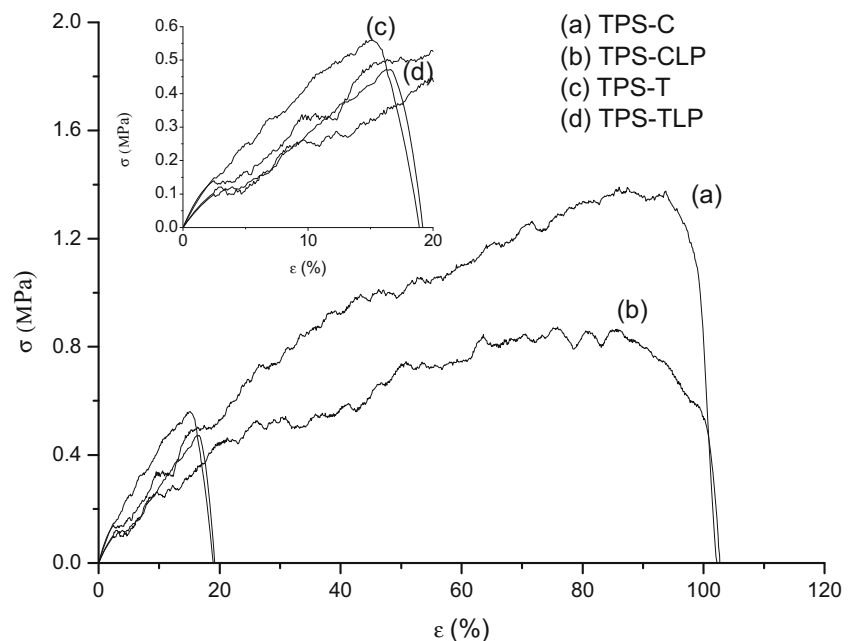 2.0
1.6
1.2
0.8
0.4
0.0
σ (MPa)
0
20
40
60
80
100
120
ε (%)
0.6
0.5
0.4
0.3
0.2
0.1
0.0
σ (MPa)
0
10
20
ε (%)
(c)
(d)
(a) TPS-C
(b) TPS-CLP
(c) TPS-T
(d) TPS-TLP
(a)
(b)